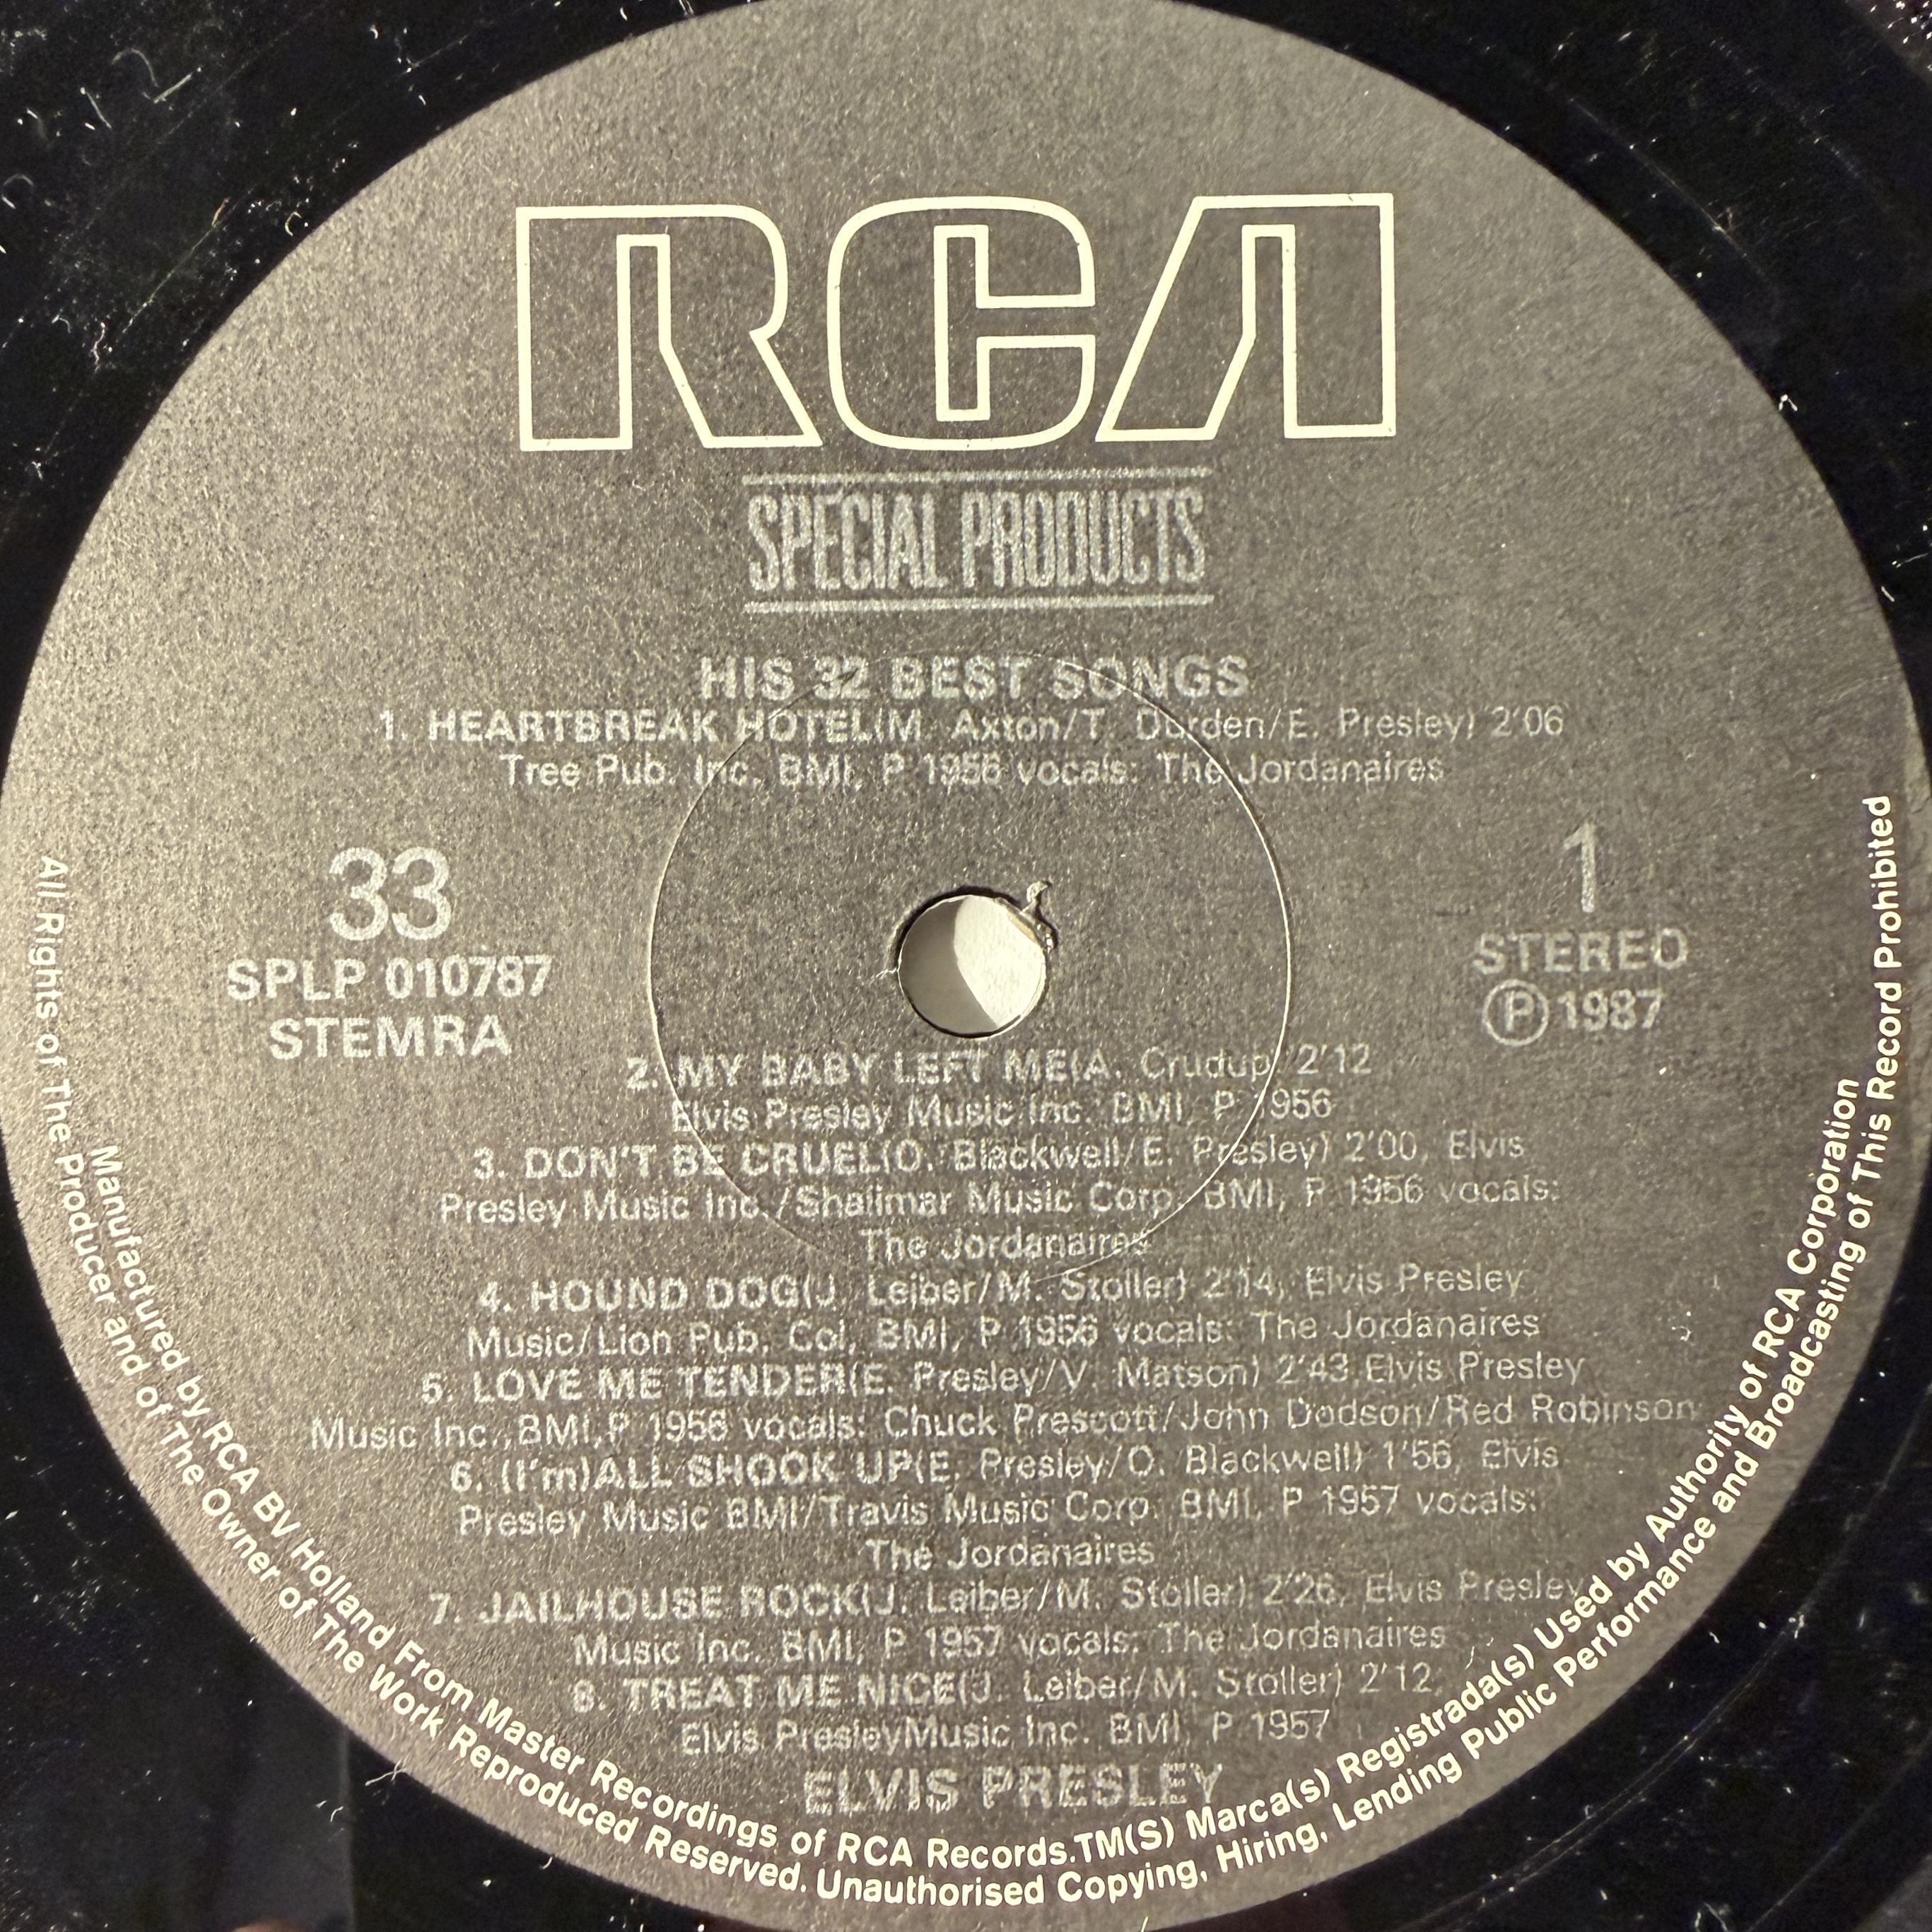 RCA
SPECIAL PRODUCTS
HIS 32 BEST SONGS
1. HEARTBREAK HOTEL(M. Axton/T. Durden/E. Presley) 2'06
Tree Pub. Inc. BMI, P 1956 vocals: The Jordanaires
33
SPLP 010787
STEMRA
1
STEREO
Ⓟ 1987
2. MY BABY LEFT ME(A. Crudup) 2'12
Elvis Presley Music Inc. BMI, P 1956
3. DON'T BE CRUEL(O. Blackwell/E. Presley) 2'00, Elvis
Presley Music Inc./Shalimar Music Corp. BMI, P 1956 vocals:
The Jordanaires
4. HOUND DOG(J. Leiber/M. Stoller) 2'14, Elvis Presley
Music/Lion Pub. Col, BMI, P 1956 vocals: The Jordanaires
5. LOVE ME TENDER(E. Presley/V. Matson) 2'43.Elvis Presley
Music Inc.,BMI,P 1956 vocals: Chuck Prescott/John Dodson/Red Robinson
6. (I'm)ALL SHOOK UP(E. Presley/O. Blackwell) 1'56, Elvis
Presley Music BMI/Travis Music Corp. BMI, P 1957 vocals:
The Jordanaires
7. JAILHOUSE ROCK(J. Leiber/M. Stoller) 2'26, Elvis Presley
Music Inc. BMI, P 1957 vocals: The Jordanaires
8. TREAT ME NICE(J. Leiber/M. Stoller) 2'12,
Elvis PresleyMusic Inc. BMI, P 1957
ELVIS PRESLEY
Manufactured by RCA BV Holland From Master Recordings of RCA Records.TM(S) Marca(s) Registrada(s) Used by Authority of RCA Corporation
All Rights of The Producer and of The Owner of The Work Reproduced Reserved. Unauthorised Copying, Hiring, Lending Public Performance and Broadcasting of This Record Prohibited